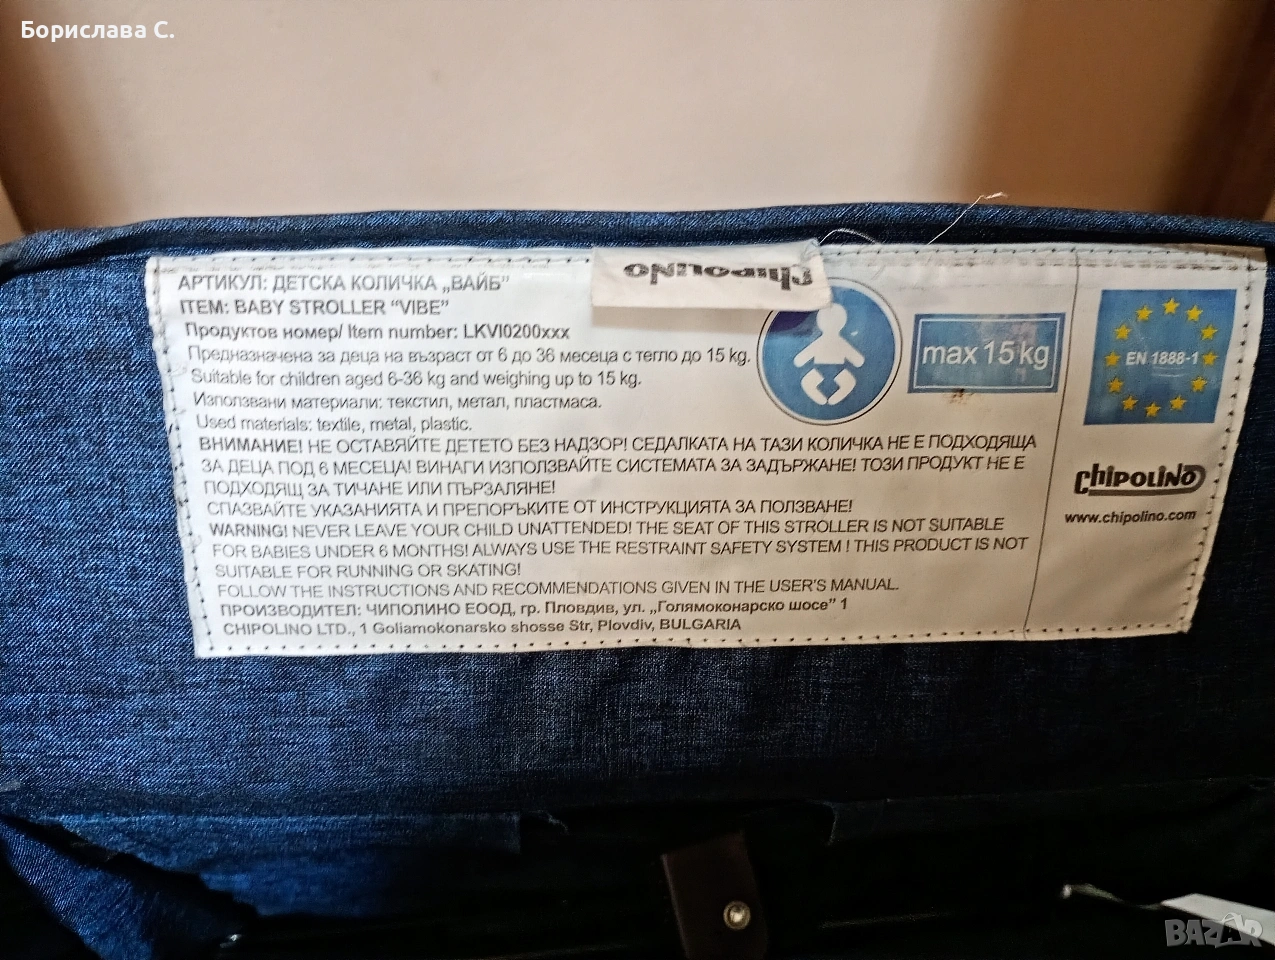 Борислава С.
Chipolino
АРТИКУЛ: ДЕТСКА КОЛИЧКА „ВАЙБ”
ITEM: BABY STROLLER “VIBE”
Продуктов номер/ Item number: LKVI0200xxx
Предназначена за деца на възраст от 6 до 36 месеца с тегло до 15 kg.
Suitable for children aged 6-36 kg and weighing up to 15 kg.
Използвани материали: текстил, метал, пластмаса.
Used materials: textile, metal, plastic.
ВНИМАНИЕ! НЕ ОСТАВЯЙТЕ ДЕТЕТО БЕЗ НАДЗОР! СЕДАЛКАТА НА ТАЗИ КОЛИЧКА НЕ Е ПОДХОДЯЩА
ЗА ДЕЦА ПОД 6 МЕСЕЦА! ВИНАГИ ИЗПОЛЗВАЙТЕ СИСТЕМАТА ЗА ЗАДЪРЖАНЕ! ТОЗИ ПРОДУКТ НЕ Е
ПОДХОДЯЩ ЗА ТИЧАНЕ ИЛИ ПЪРЗАЛЯНЕ!
СПАЗВАЙТЕ УКАЗАНИЯТА И ПРЕПОРЪКИТЕ ОТ ИНСТРУКЦИЯТА ЗА ПОЛЗВАНЕ!
WARNING! NEVER LEAVE YOUR CHILD UNATTENDED! THE SEAT OF THIS STROLLER IS NOT SUITABLE
FOR BABIES UNDER 6 MONTHS! ALWAYS USE THE RESTRAINT SAFETY SYSTEM ! THIS PRODUCT IS NOT
SUITABLE FOR RUNNING OR SKATING!
FOLLOW THE INSTRUCTIONS AND RECOMMENDATIONS GIVEN IN THE USER'S MANUAL.
ПРОИЗВОДИТЕЛ: ЧИПОЛИНО ЕООД, гр. Пловдив, ул. „Голямоконарско шосе” 1
CHIPOLINO LTD., 1 Goliamokonarsko shosse Str, Plovdiv, BULGARIA
max 15 kg
EN 1888-1
CHIPOLINO
www.chipolino.com
BAZAR